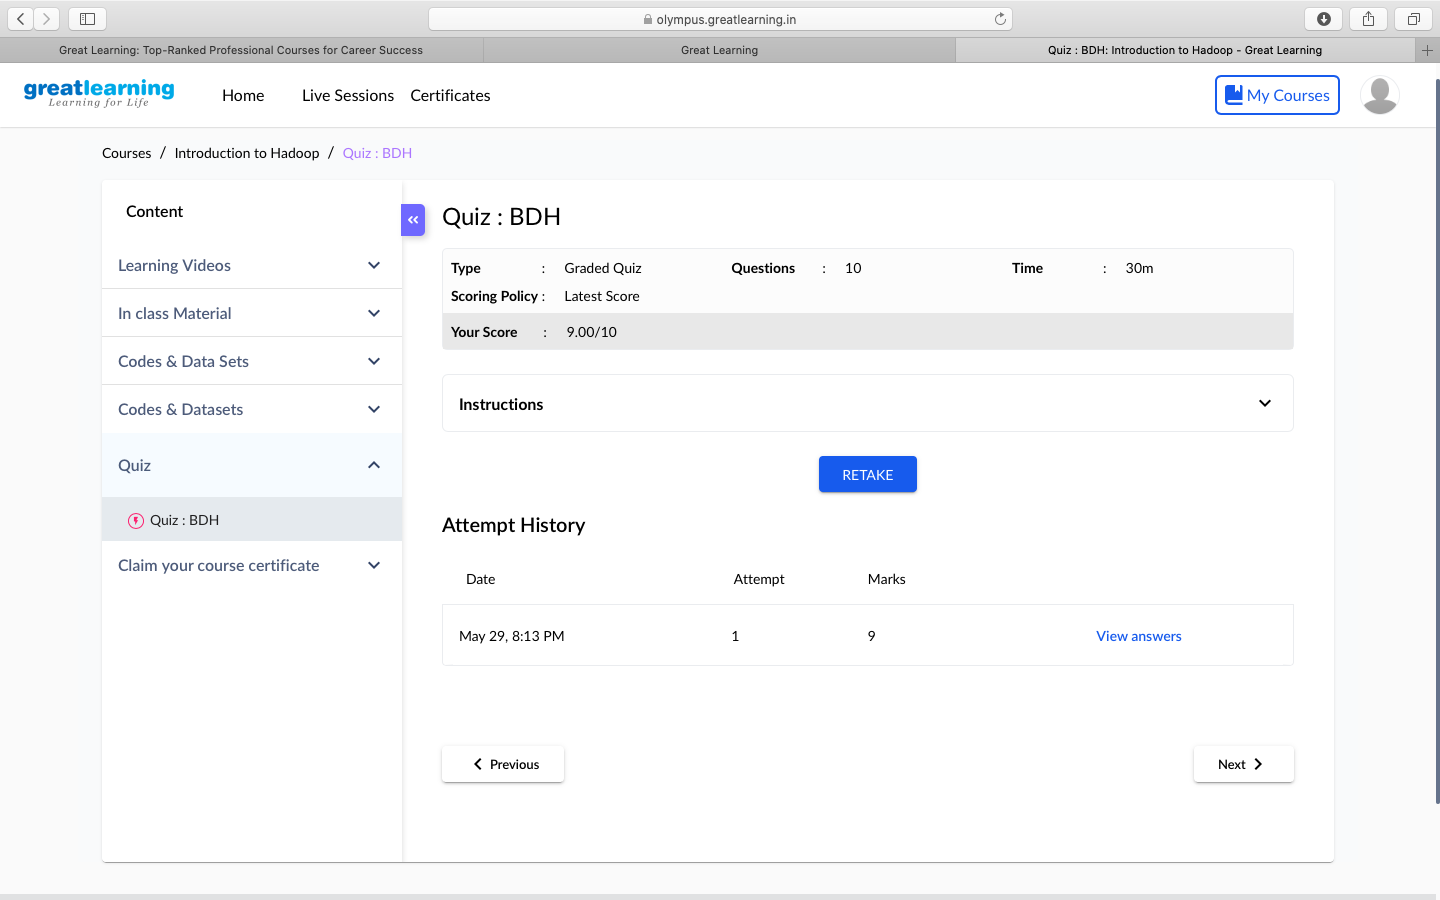 olympus.greatlearning.in
Great Learning: Top-Ranked Professional Courses for Career Success
Great Learning
Quiz : BDH: Introduction to Hadoop - Great Learning
greatlearning
Learning for Life
Home
Live Sessions
Certificates
My Courses
Courses / Introduction to Hadoop / Quiz : BDH
Content
Learning Videos
In class Material
Codes & Data Sets
Codes & Datasets
Quiz
Quiz : BDH
Claim your course certificate
Quiz : BDH
Type : Graded Quiz Questions : 10 Time : 30m
Scoring Policy : Latest Score
Your Score : 9.00/10
Instructions
RETAKE
Attempt History
Date Attempt Marks
May 29, 8:13 PM 1 9 View answers
Previous
Next